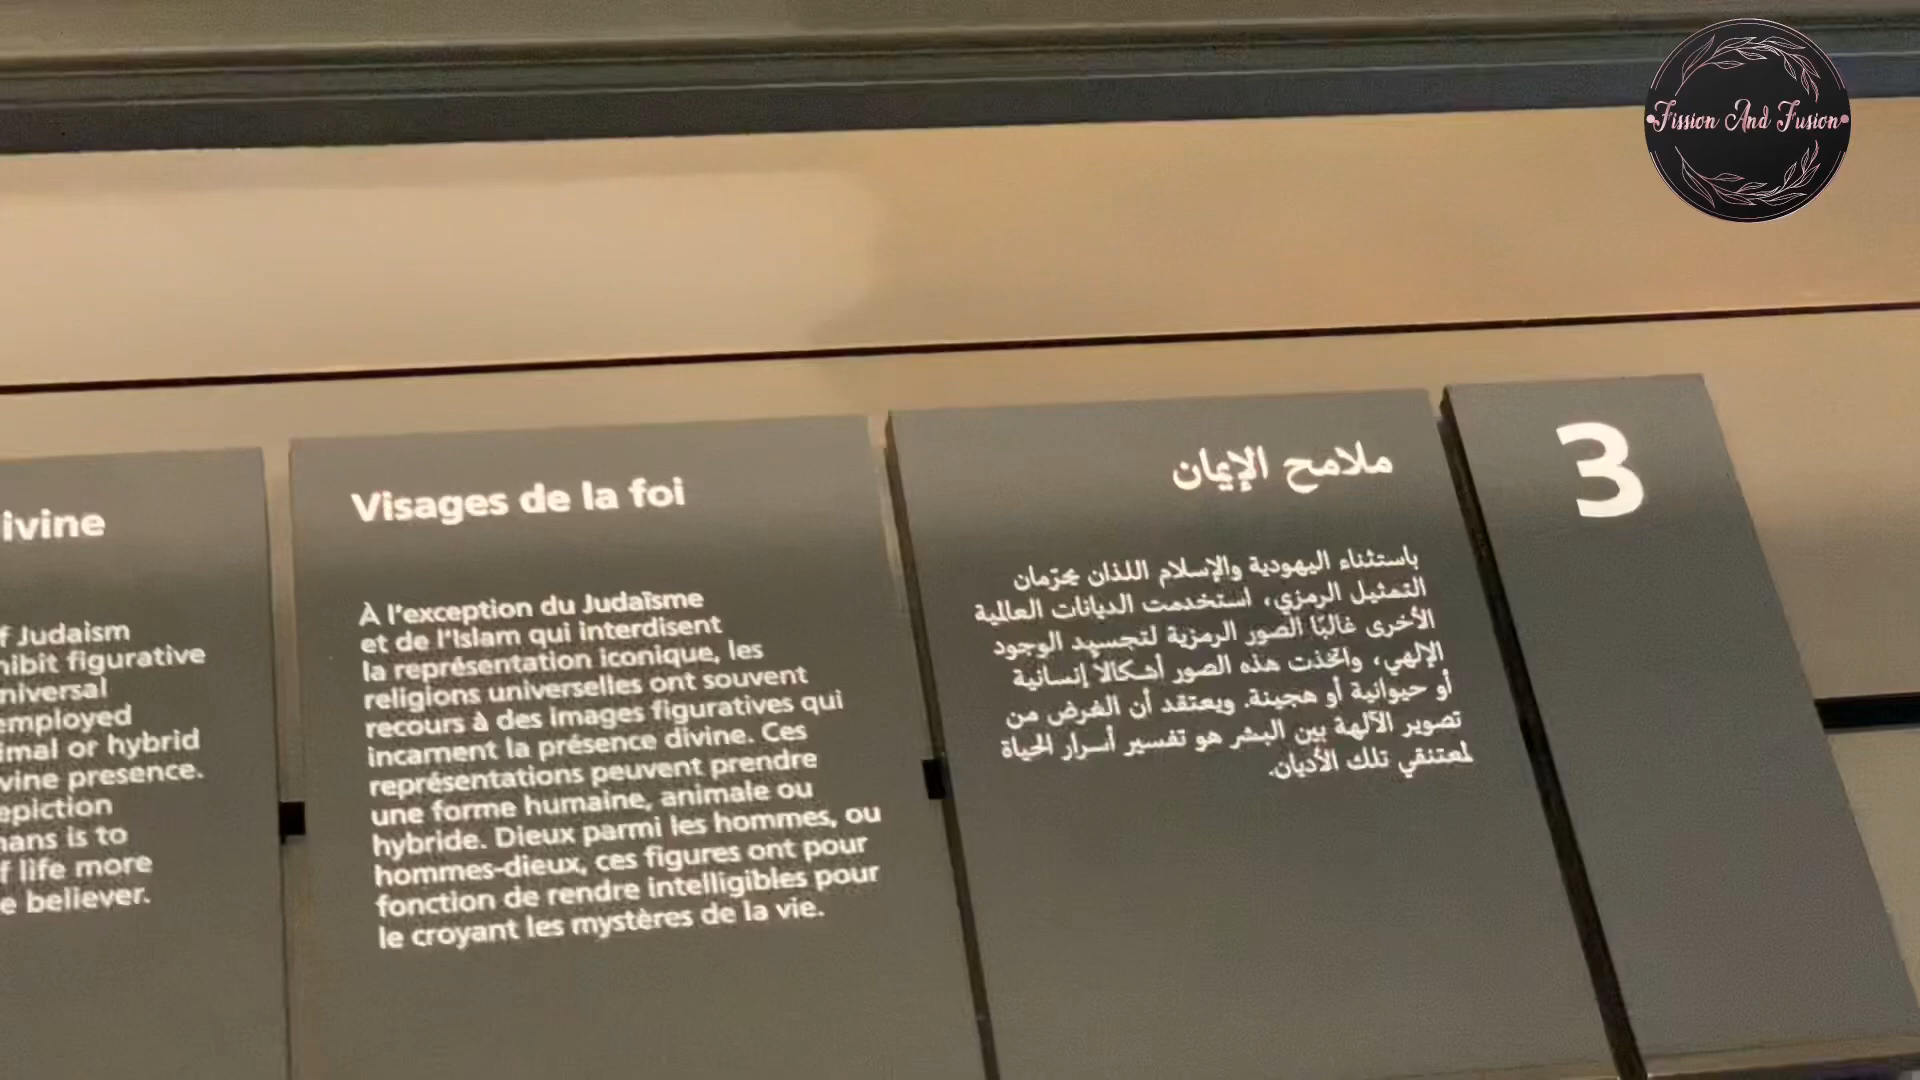 Fission And Fusion
ivine
f Judaism
hibit figurative
niversal
employed
imal or hybrid
vine presence.
epiction
ans is to
f life more
e believer.
Visages de la foi
À l'exception du Judaïsme
et de l'Islam qui interdisent
la représentation iconique, les
religions universelles ont souvent
recours à des images figuratives qui
incarnent la présence divine. Ces
représentations peuvent prendre
une forme humaine, animale ou
hybride. Dieux parmi les hommes, ou
hommes-dieux, ces figures ont pour
fonction de rendre intelligibles pour
le croyant les mystères de la vie.
ملامح الإيمان
باستثناء اليهودية والإسلام اللذان يحرّمان
التمثيل الرمزي، استخدمت الديانات العالمية
الأخرى غالبًا الصور الرمزية لتجسيد الوجود
الإلهي، واتخذت هذه الصور أشكالاً إنسانية
أو حيوانية أو هجينة. ويعتقد أن الغرض من
تصوير الآلهة بين البشر هو تفسير أسرار الحياة
لمعتنقي تلك الأديان.
3